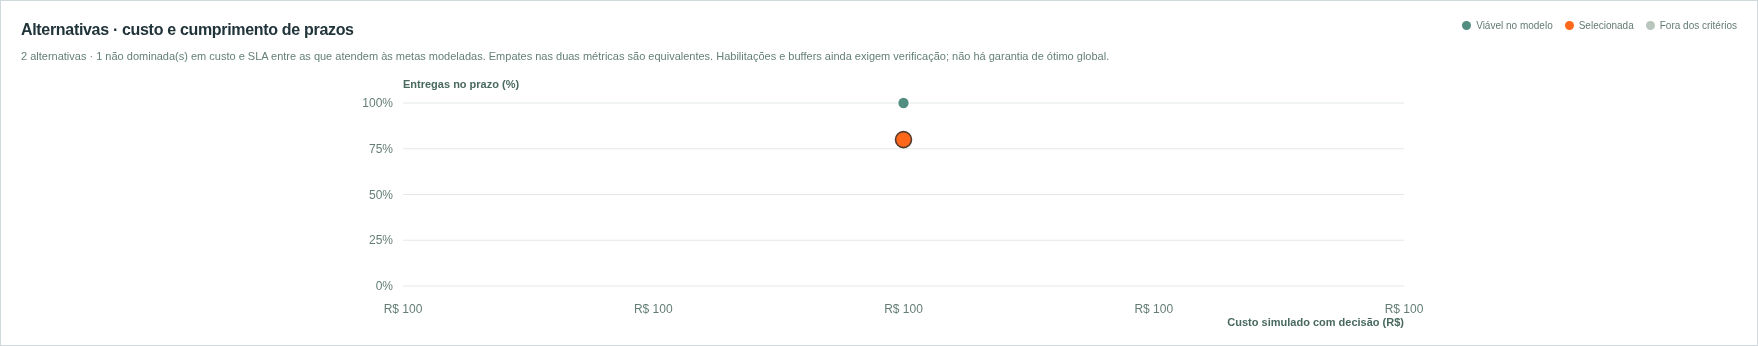 Alternativas · custo e cumprimento de prazos
Viável no modelo
Selecionada
Fora dos critérios
2 alternativas · 1 não dominada(s) em custo e SLA entre as que atendem às metas modeladas. Empates nas duas métricas são equivalentes. Habilitações e buffers ainda exigem verificação; não há garantia de ótimo global.
Entregas no prazo (%)
100%
75%
50%
25%
0%
R$ 100
R$ 100
R$ 100
R$ 100
R$ 100
Custo simulado com decisão (R$)